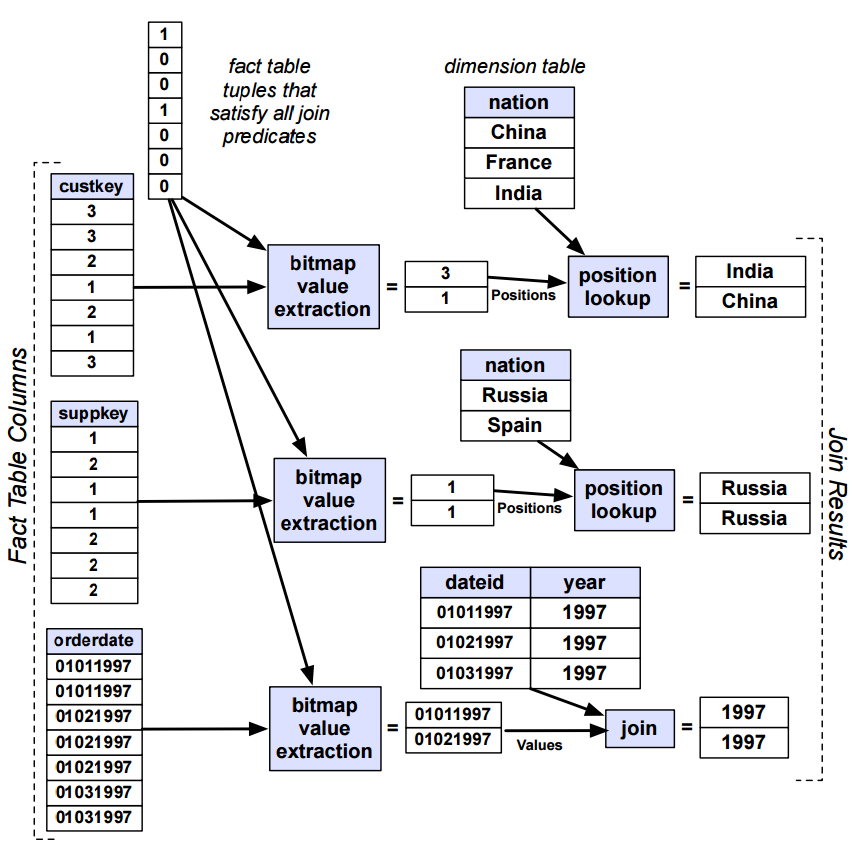 1
0
0
1
0
0
0
fact table
tuples that
satisfy all join
predicates
dimension table
nation
China
France
India
Fact Table Columns
custkey
3
3
2
1
2
1
3
bitmap
value
extraction
=
3
1
Positions
position
lookup
=
India
China
nation
Russia
Spain
suppkey
1
2
1
1
2
2
2
bitmap
value
extraction
=
1
1
Positions
position
lookup
=
Russia
Russia
Join Results
dateid year
01011997 1997
01021997 1997
01031997 1997
orderdate
01011997
01011997
01021997
01021997
01021997
01031997
01031997
bitmap
value
extraction
=
01011997
01021997
Values
join
=
1997
1997